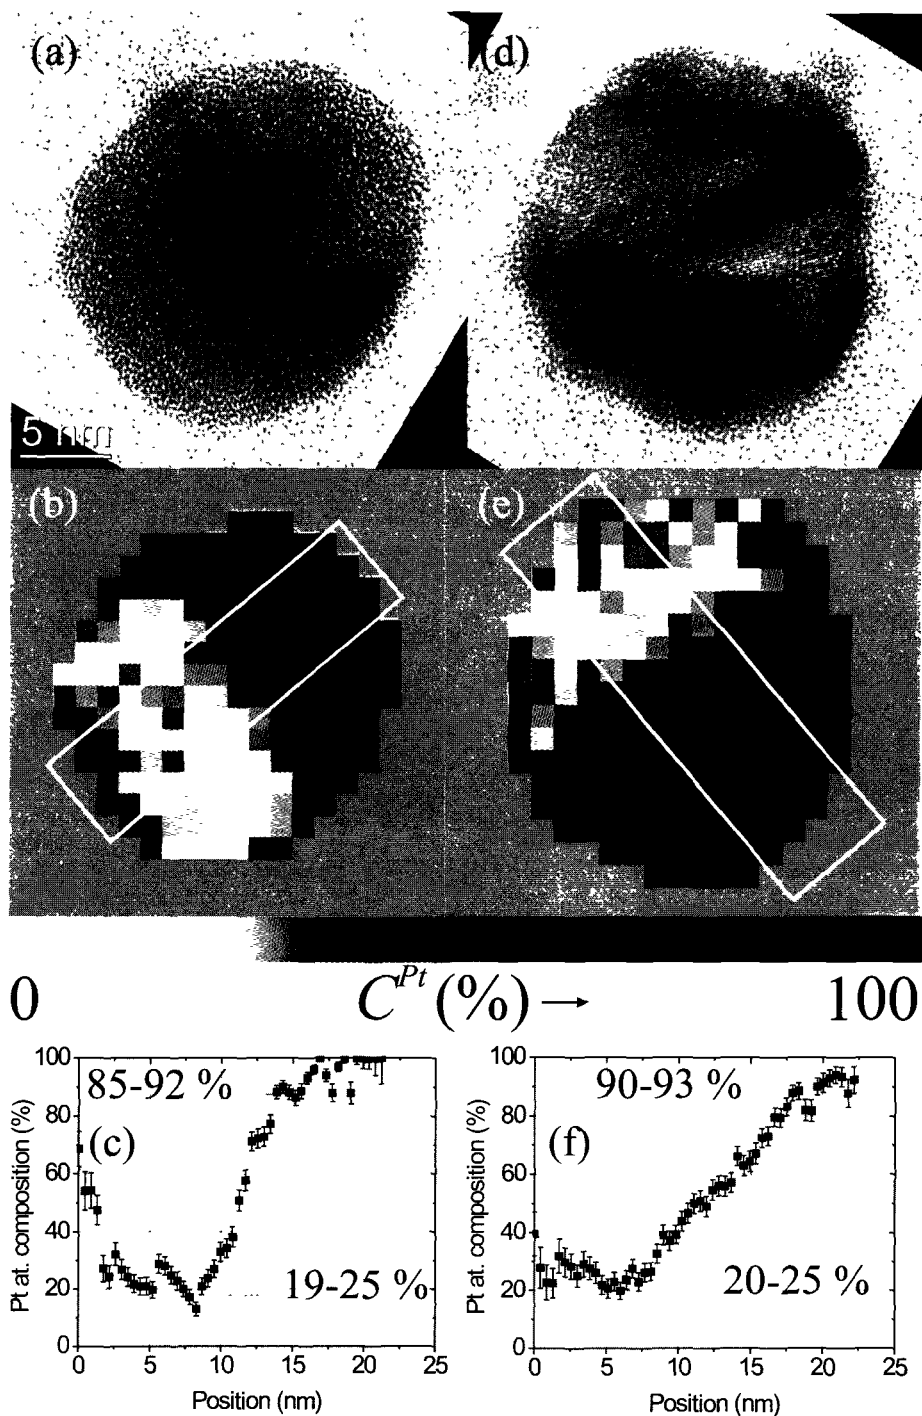 (a)
(d)
5 nm
(b)
(e)
0 C^Pt (%) → 100
Pt at. composition (%)
100
80
60
40
20
0
85-92 %
(c)
19-25 %
0 5 10 15 20 25
Position (nm)
Pt at. composition (%)
100
80
60
40
20
0
90-93 %
(f)
20-25 %
0 5 10 15 20 25
Position (nm)